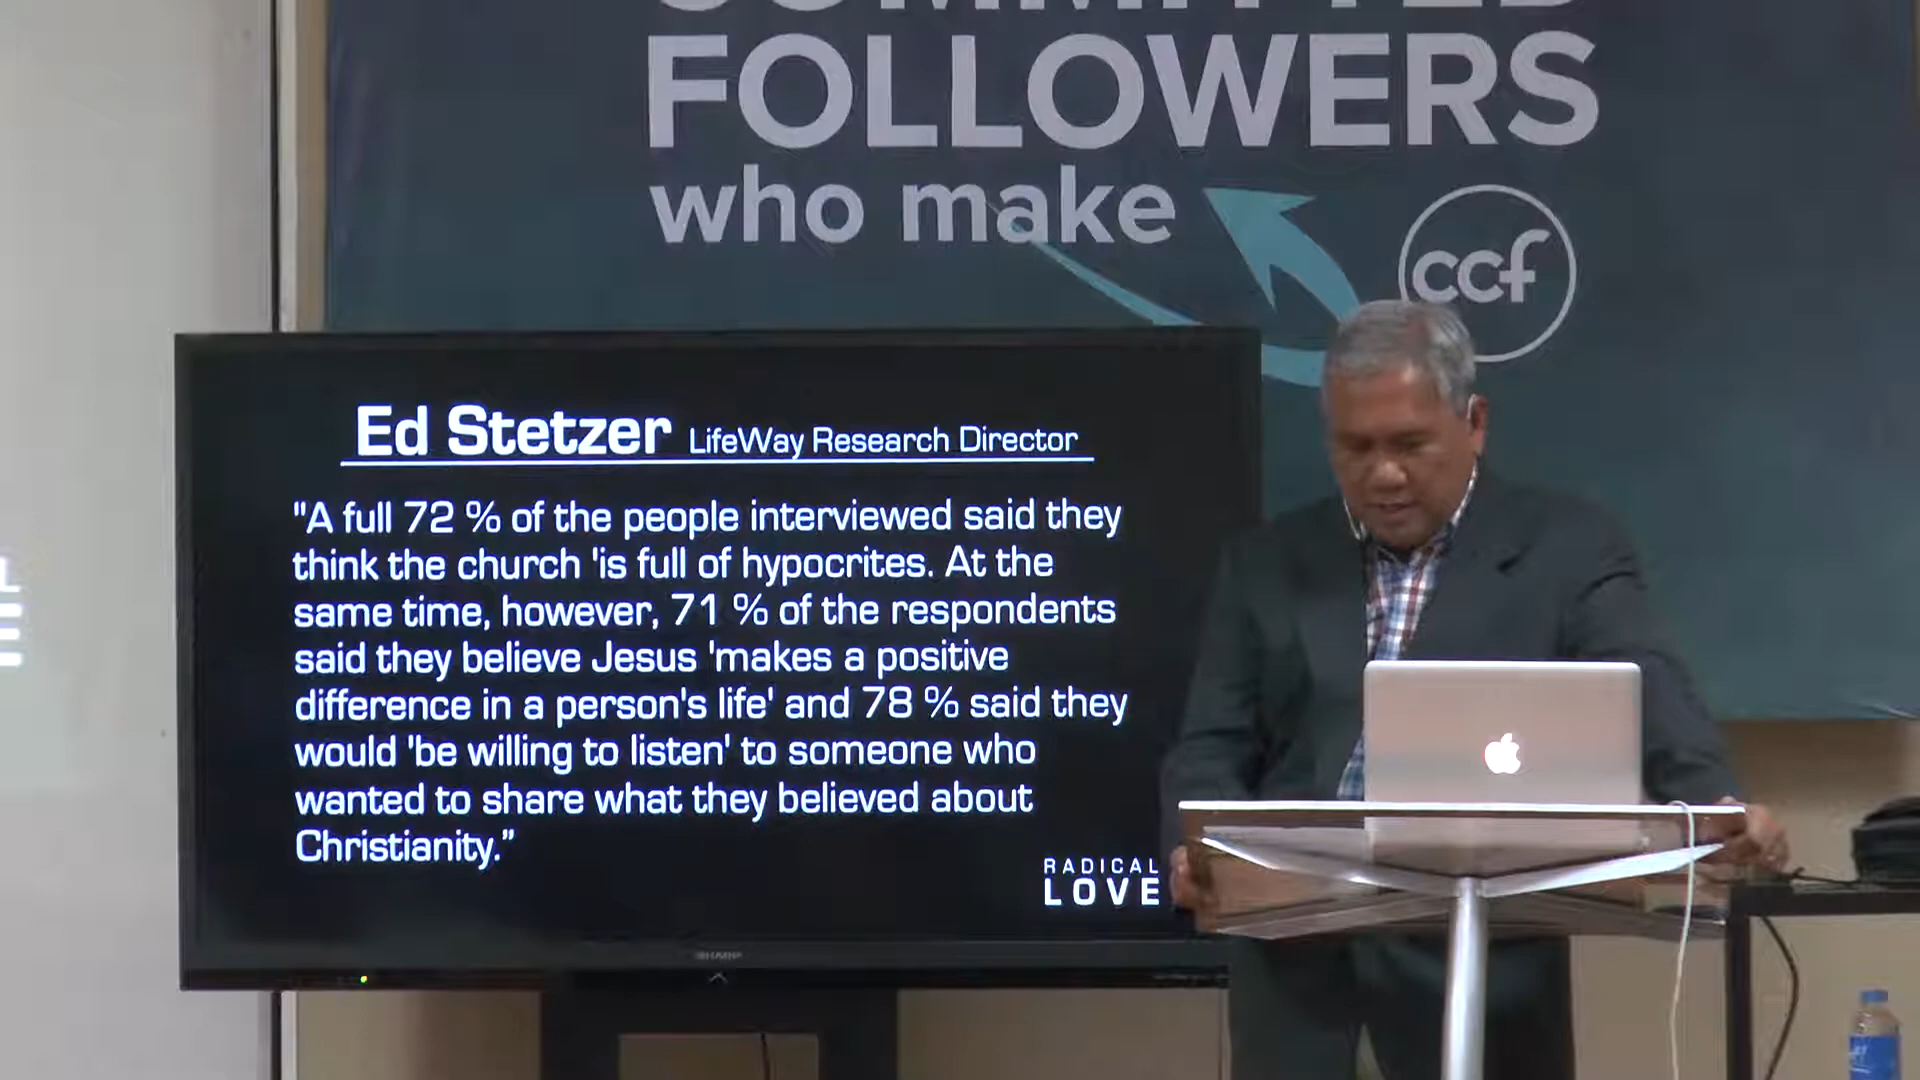 COMMITTED
FOLLOWERS
who make
ccf
Ed Stetzer LifeWay Research Director
"A full 72 % of the people interviewed said they
think the church 'is full of hypocrites. At the
same time, however, 71 % of the respondents
said they believe Jesus 'makes a positive
difference in a person's life' and 78 % said they
would 'be willing to listen' to someone who
wanted to share what they believed about
Christianity.”
RADICAL
LOVE
SHARP
L
E